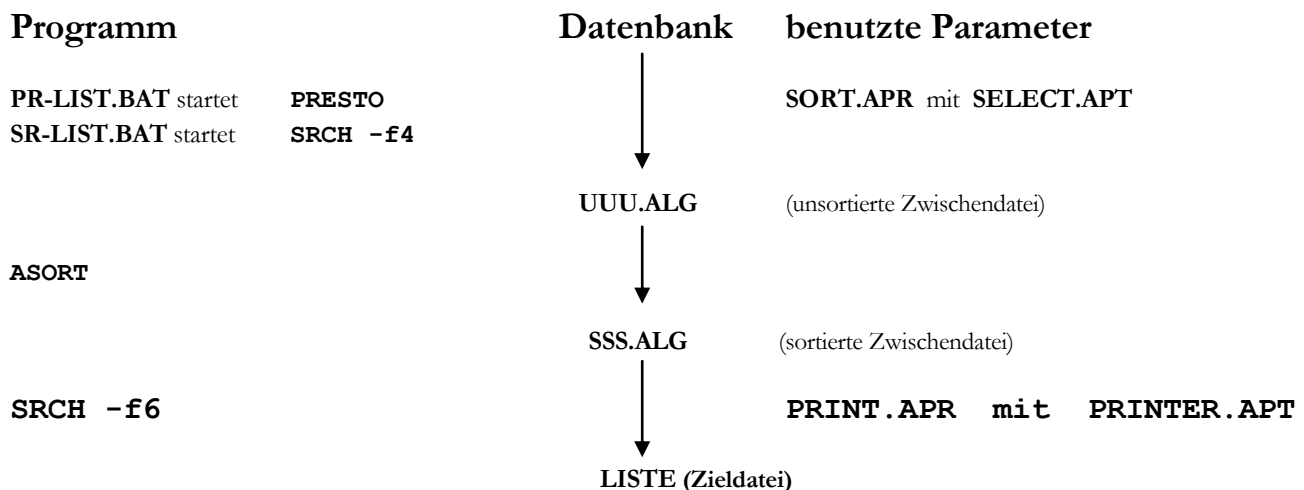 Programm Datenbank benutzte Parameter
PR-LIST.BAT startet PRESTO SORT.APR mit SELECT.APT
SR-LIST.BAT startet SRCH -f4
UUU.ALG (unsortierte Zwischendatei)
ASORT
SSS.ALG (sortierte Zwischendatei)
SRCH -f6 PRINT.APR mit PRINTER.APT
LISTE (Zieldatei)